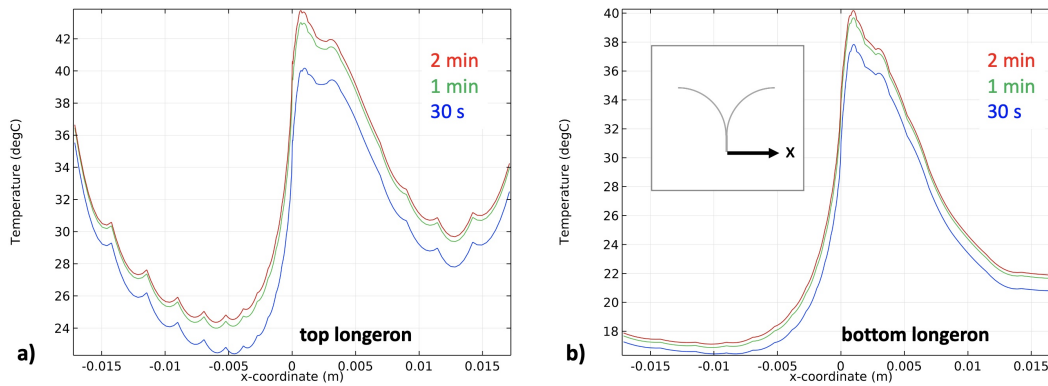 42
40
38
36
34
32
30
28
26
24
Temperature (degC)
2 min
1 min
30 s
top longeron
a)
-0.015
-0.01
-0.005
0
0.005
0.01
0.015
x-coordinate (m)
40
38
36
34
32
30
28
26
24
22
20
18
Temperature (degC)
X
2 min
1 min
30 s
bottom longeron
b)
-0.015
-0.01
-0.005
0
0.005
0.01
0.015
x-coordinate (m)